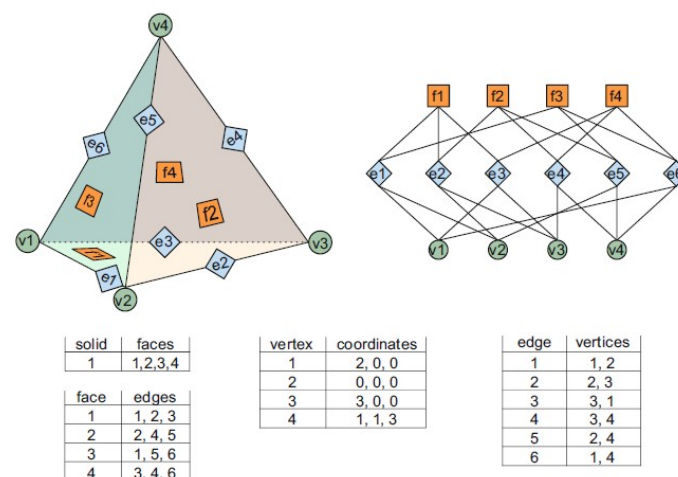 v4
f1 f2 f3 f4
e5
e4
e6
f4
e1 e2 e3 e4 e5 e6
f3
f2
v1
e3
v3
v1 v2 v3 v4
f1
e2
e1
v2
solid faces
1 1,2,3,4
face edges
1 1, 2, 3
2 2, 4, 5
3 1, 5, 6
4 3, 4, 6
vertex coordinates
1 2, 0, 0
2 0, 0, 0
3 3, 0, 0
4 1, 1, 3
edge vertices
1 1, 2
2 2, 3
3 3, 1
4 3, 4
5 2, 4
6 1, 4